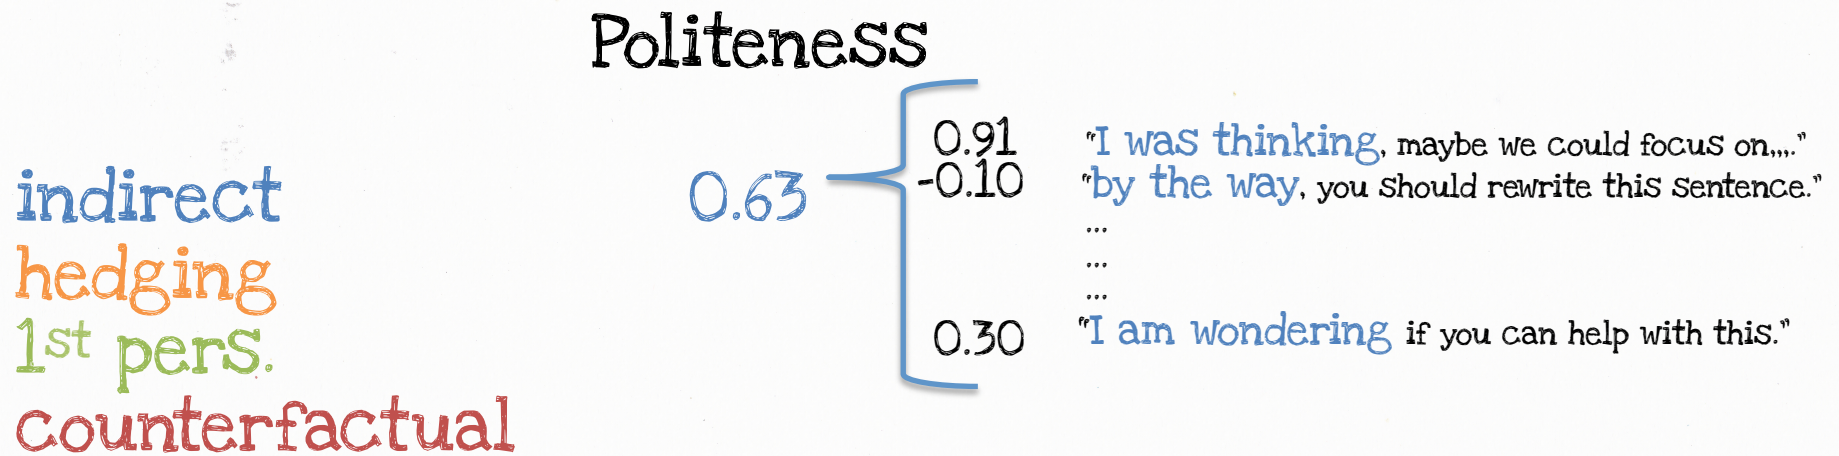 Politeness
0.91 "I was thinking, maybe we could focus on,,,."
-0.10 "by the way, you should rewrite this sentence."
indirect 0.63
...
hedging ...
...
1st pers. 0.30 "I am wondering if you can help with this."
counterfactual